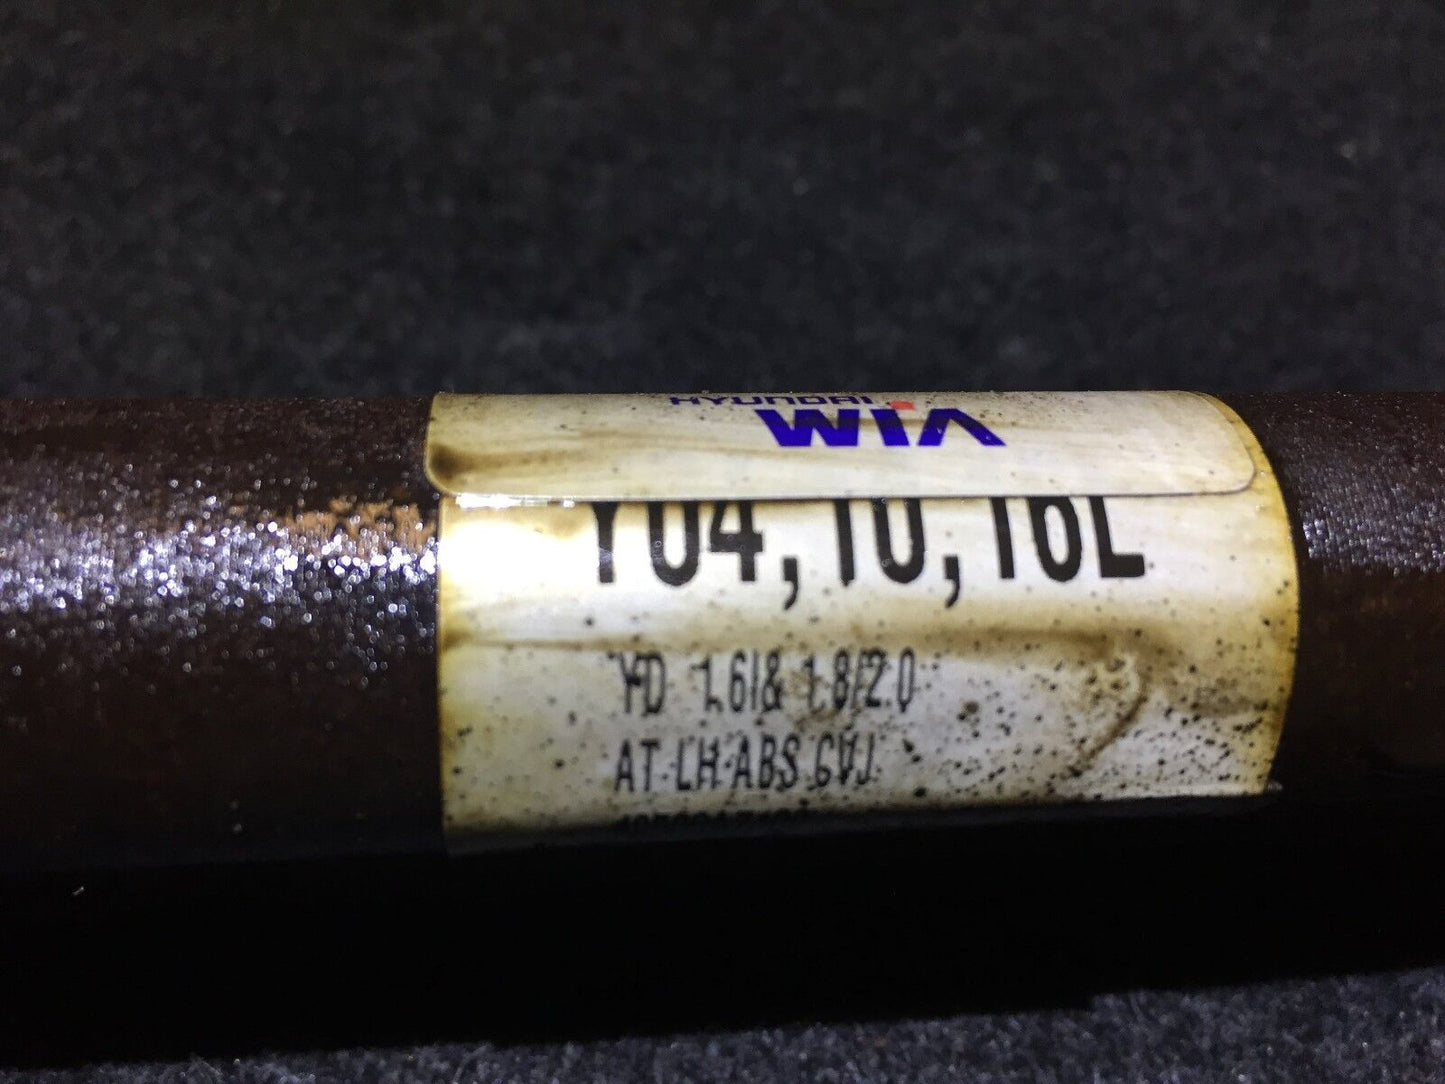 HYUNDAI
WIA
Y04,10,16L
YD 1.6I& 1.8/2.0
AT-LH-ABS CVJ